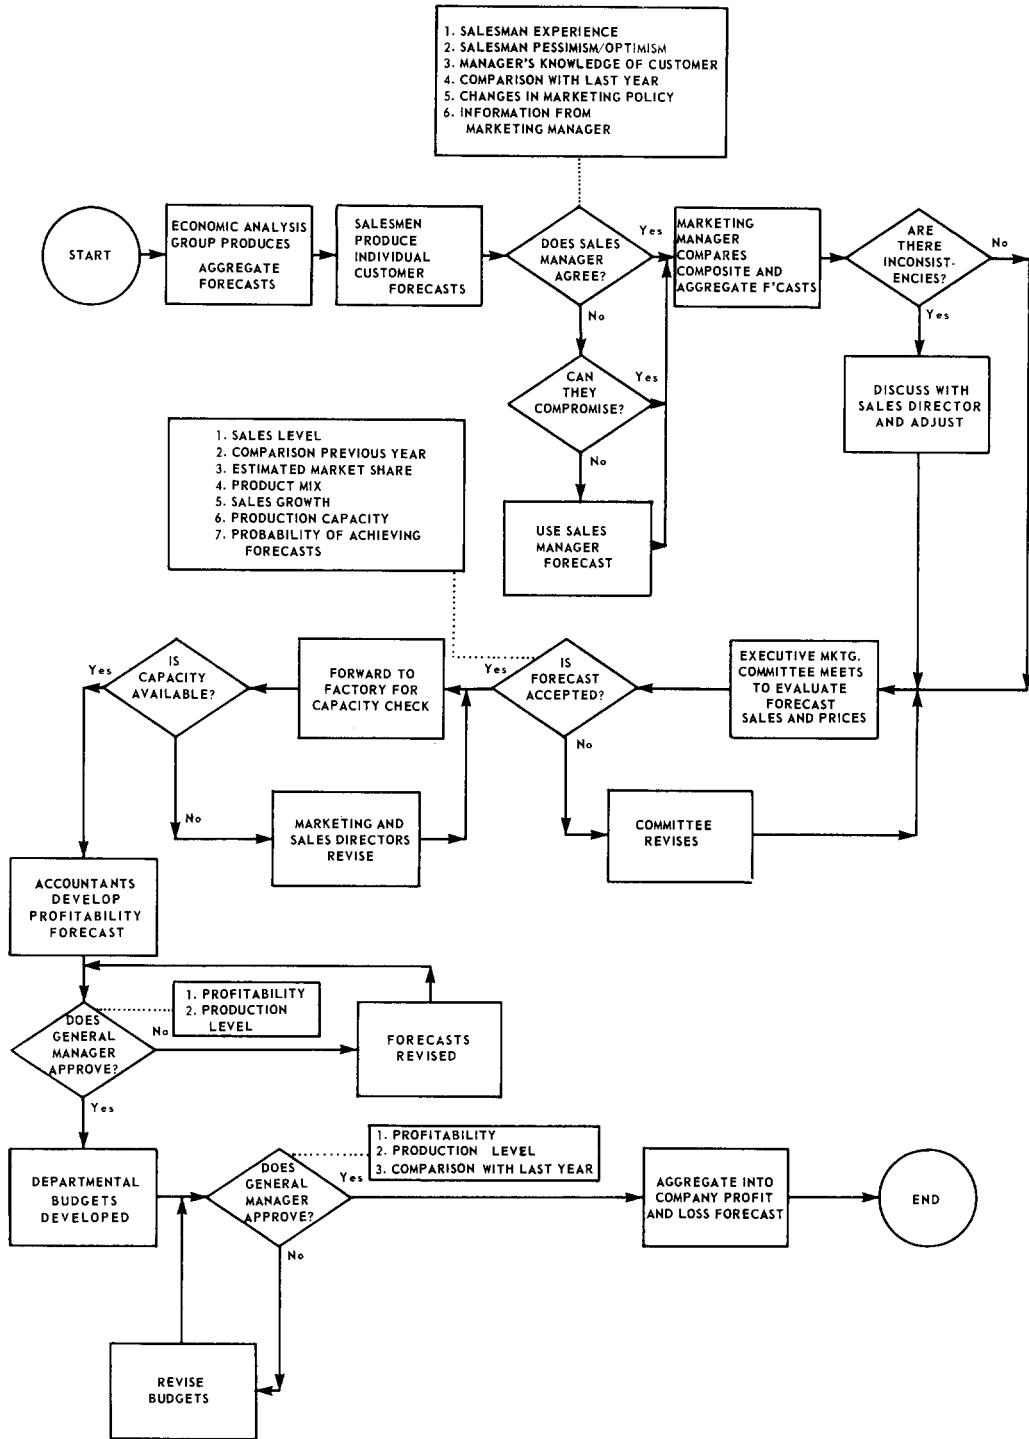 1. SALESMAN EXPERIENCE
2. SALESMAN PESSIMISM/OPTIMISM
3. MANAGER'S KNOWLEDGE OF CUSTOMER
4. COMPARISON WITH LAST YEAR
5. CHANGES IN MARKETING POLICY
6. INFORMATION FROM
MARKETING MANAGER
START
ECONOMIC ANALYSIS
GROUP PRODUCES
AGGREGATE
FORECASTS
SALESMEN
PRODUCE
INDIVIDUAL
CUSTOMER
FORECASTS
DOES SALES
MANAGER
AGREE?
Yes
No
MARKETING
MANAGER
COMPARES
COMPOSITE AND
AGGREGATE F'CASTS
ARE
THERE
INCONSIST-
ENCIES?
No
Yes
CAN
THEY
COMPROMISE?
Yes
No
DISCUSS WITH
SALES DIRECTOR
AND ADJUST
USE SALES
MANAGER
FORECAST
1. SALES LEVEL
2. COMPARISON PREVIOUS YEAR
3. ESTIMATED MARKET SHARE
4. PRODUCT MIX
5. SALES GROWTH
6. PRODUCTION CAPACITY
7. PROBABILITY OF ACHIEVING
FORECASTS
EXECUTIVE MKTG.
COMMITTEE MEETS
TO EVALUATE
FORECAST
SALES AND PRICES
IS
FORECAST
ACCEPTED?
Yes
No
COMMITTEE
REVISES
FORWARD TO
FACTORY FOR
CAPACITY CHECK
IS
CAPACITY
AVAILABLE?
Yes
No
MARKETING AND
SALES DIRECTORS
REVISE
ACCOUNTANTS
DEVELOP
PROFITABILITY
FORECAST
1. PROFITABILITY
2. PRODUCTION
LEVEL
DOES
GENERAL
MANAGER
APPROVE?
No
Yes
FORECASTS
REVISED
DEPARTMENTAL
BUDGETS
DEVELOPED
1. PROFITABILITY
2. PRODUCTION LEVEL
3. COMPARISON WITH LAST YEAR
DOES
GENERAL
MANAGER
APPROVE?
Yes
No
AGGREGATE INTO
COMPANY PROFIT
AND LOSS FORECAST
END
REVISE
BUDGETS